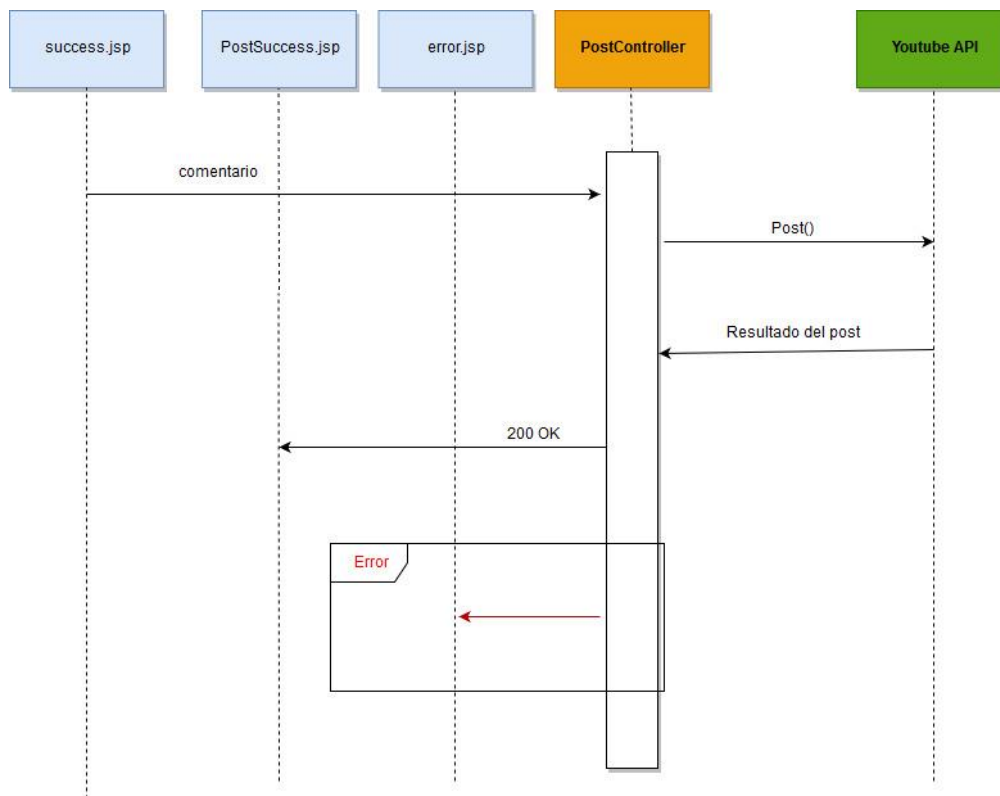 success.jsp
PostSuccess.jsp
error.jsp
PostController
Youtube API
comentario
Post()
Resultado del post
200 OK
Error